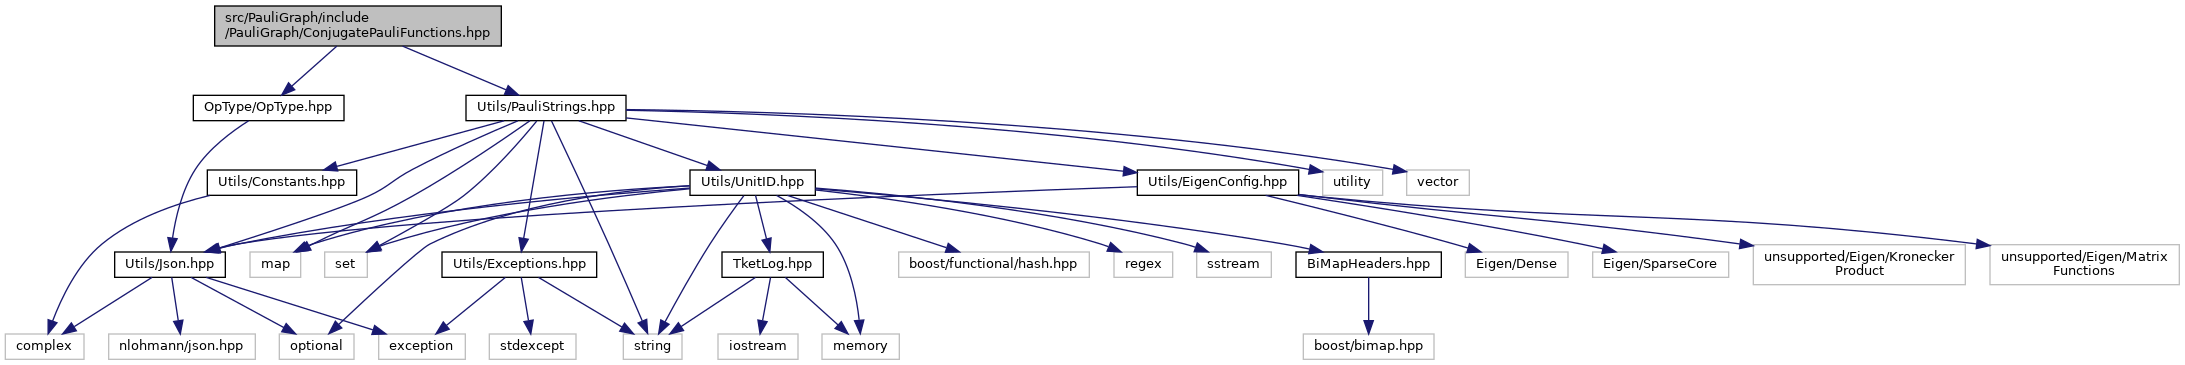 src/PauliGraph/include
/PauliGraph/ConjugatePauliFunctions.hpp
OpType/OpType.hpp
Utils/PauliStrings.hpp
Utils/Constants.hpp
Utils/UnitID.hpp
Utils/EigenConfig.hpp
utility
vector
Utils/Json.hpp
map
set
Utils/Exceptions.hpp
TketLog.hpp
boost/functional/hash.hpp
regex
sstream
BiMapHeaders.hpp
Eigen/Dense
Eigen/SparseCore
unsupported/Eigen/Kronecker
Product
unsupported/Eigen/Matrix
Functions
complex
nlohmann/json.hpp
optional
exception
stdexcept
string
iostream
memory
boost/bimap.hpp